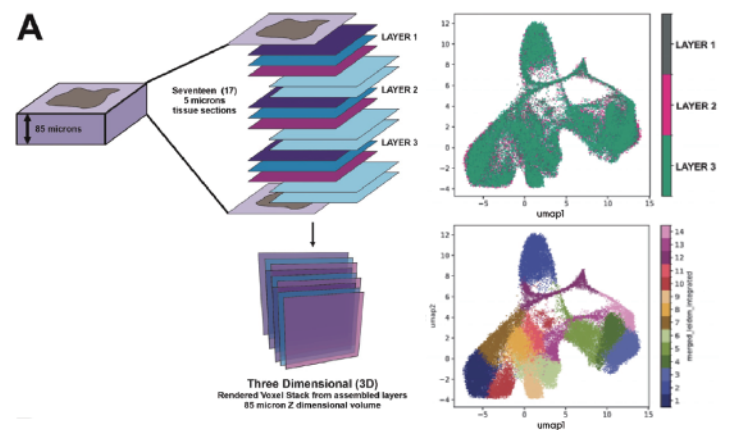 A
85 microns
Seventeen (17)
5 microns
tissue sections
LAYER 1
LAYER 2
LAYER 3
Three Dimensional (3D)
Rendered Voxel Stack from assembled layers
85 micron Z dimensional volume
12
10
8
6
4
2
0
−2
−4
−5
0
5
10
15
umap1
LAYER 1
LAYER 2
LAYER 3
umap2
12
10
8
6
4
2
0
−2
−4
−5
0
5
10
15
umap1
14
13
12
11
10
9
8
7
6
5
4
3
2
1
merged_leiden_integrated